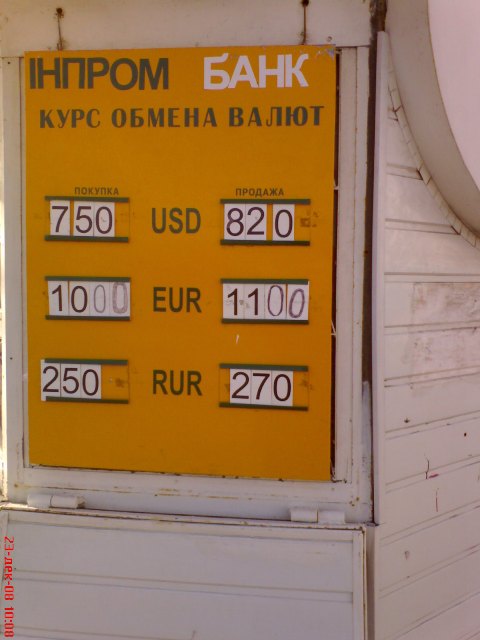 ІНПРОМ БАНК
КУРС ОБМЕНА ВАЛЮТ
ПОКУПКА ПРОДАЖА
750 USD 820
1000 EUR 1100
250 RUR 270
23-дек-08 10:08